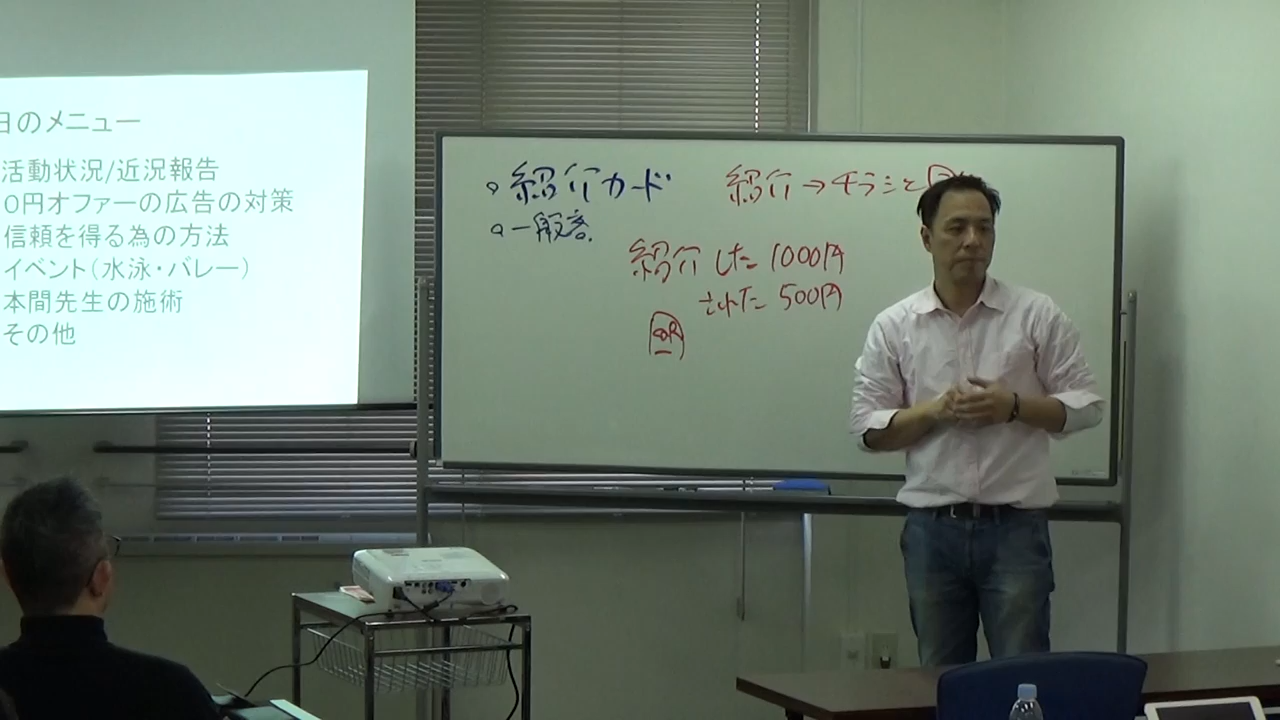 日のメニュー
活動状況/近況報告
0円オファーの広告の対策
信頼を得る為の方法
イベント(水泳・バレー)
本間先生の施術
その他
紹介カード
一般客.
紹介→チラシと
紹介した 1000円
された 500円